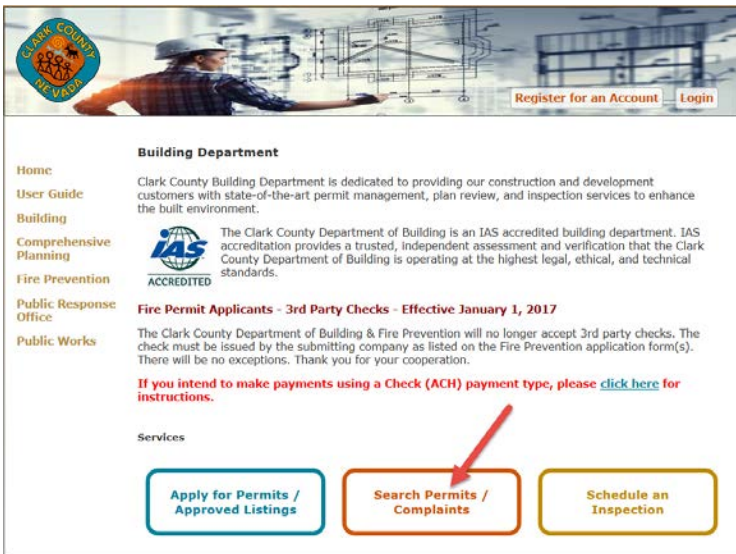 CLARK COUNTY
NEVADA
Register for an Account
Login
Home
User Guide
Building
Comprehensive
Planning
Fire Prevention
Public Response
Office
Public Works
Building Department
Clark County Building Department is dedicated to providing our construction and development
customers with state-of-the-art permit management, plan review, and inspection services to enhance
the built environment.
IAS
ACCREDITED
The Clark County Department of Building is an IAS accredited building department. IAS
accreditation provides a trusted, independent assessment and verification that the Clark
County Department of Building is operating at the highest legal, ethical, and technical
standards.
Fire Permit Applicants - 3rd Party Checks - Effective January 1, 2017
The Clark County Department of Building & Fire Prevention will no longer accept 3rd party checks. The
check must be issued by the submitting company as listed on the Fire Prevention application form(s).
There will be no exceptions. Thank you for your cooperation.
If you intend to make payments using a Check (ACH) payment type, please click here for
instructions.
Services
Apply for Permits /
Approved Listings
Search Permits /
Complaints
Schedule an
Inspection